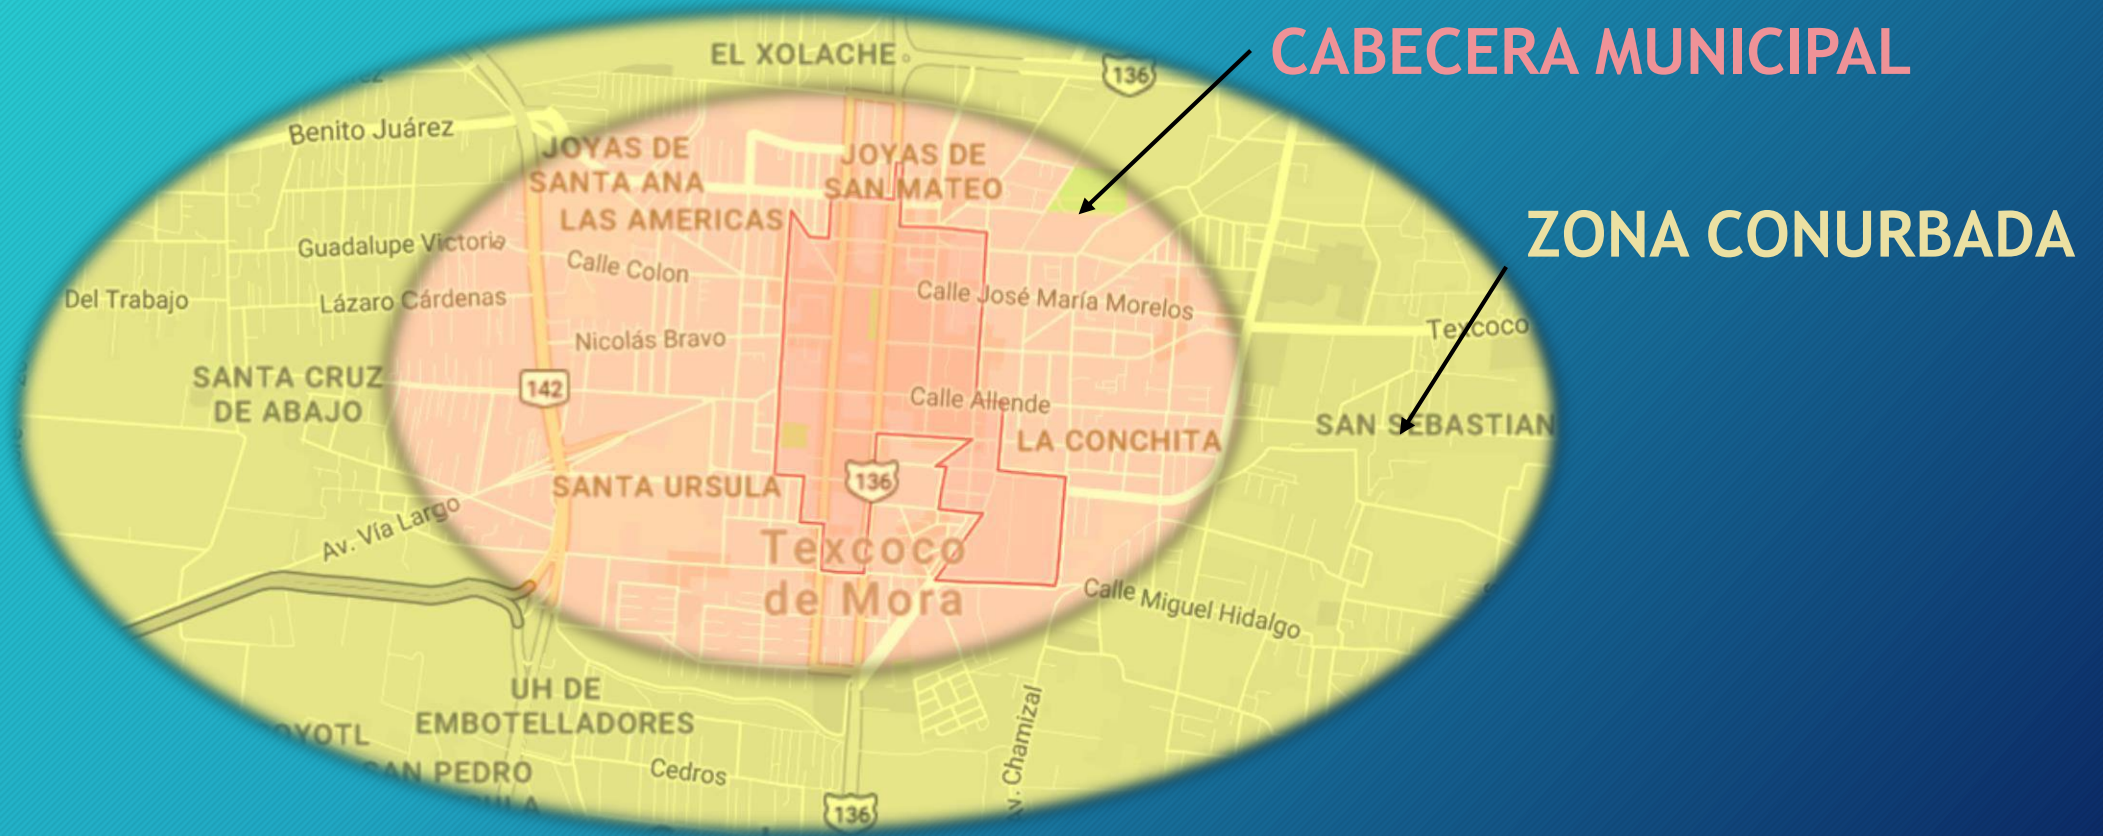 CABECERA MUNICIPAL
EL XOLACHE
136
Benito Juárez
JOYAS DE
SANTA ANA
JOYAS DE
SAN MATEO
LAS AMERICAS
ZONA CONURBADA
Guadalupe Victoria
Calle Colon
Del Trabajo
Lázaro Cárdenas
Calle José María Morelos
Nicolás Bravo
Texcoco
SANTA CRUZ
DE ABAJO
142
Calle Allende
SAN SEBASTIAN
LA CONCHITA
SANTA URSULA
136
Av. Vía Largo
Texcoco
de Mora
Calle Miguel Hidalgo
UH DE
EMBOTELLADORES
OYOTL
SAN PEDRO
Cedros
Av. Chamizal
136